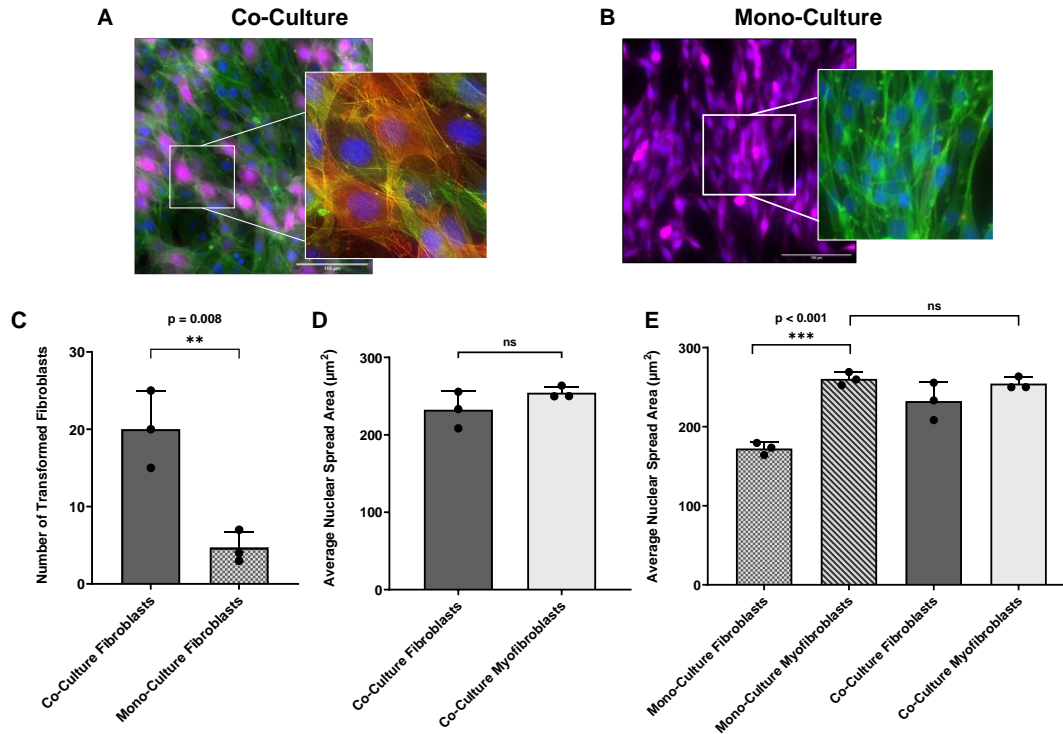 A
Co-Culture
B
Mono-Culture
100 μm
C
p = 0.008
**
Number of Transformed Fibroblasts
30
20
10
0
Co-Culture Fibroblasts
Mono-Culture Fibroblasts
D
ns
Average Nuclear Spread Area (μm²)
300
200
100
0
Co-Culture Fibroblasts
Co-Culture Myofibroblasts
E
p < 0.001
***
ns
Average Nuclear Spread Area (μm²)
300
200
100
0
Mono-Culture Fibroblasts
Mono-Culture Myofibroblasts
Co-Culture Fibroblasts
Co-Culture Myofibroblasts